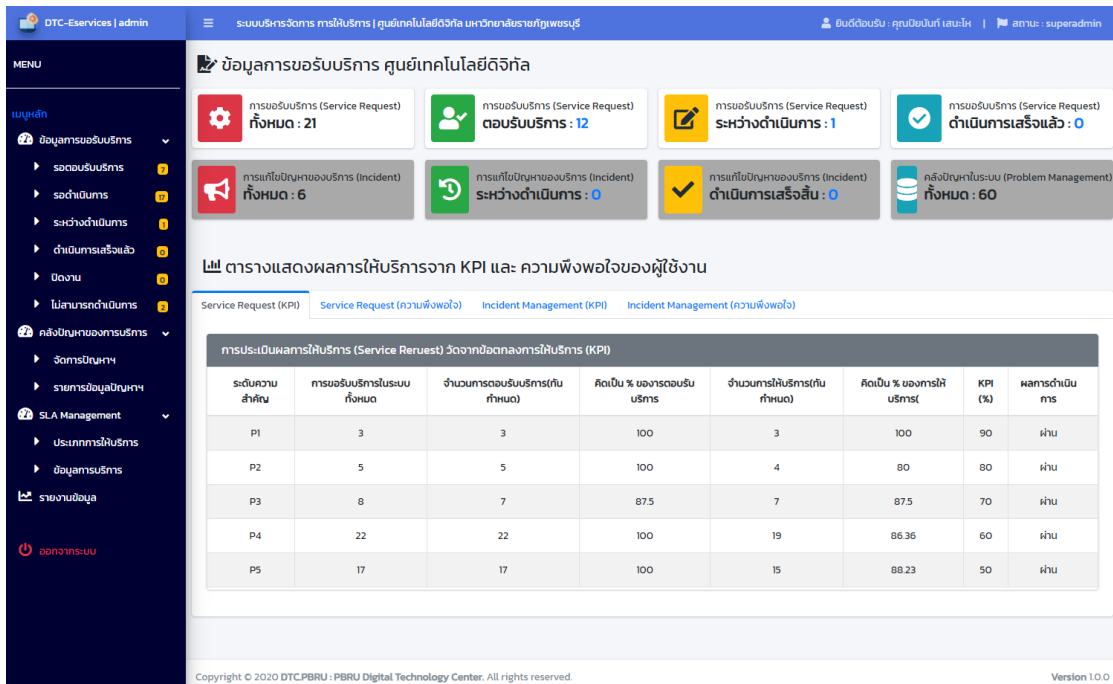 DTC-Eservices | admin
ระบบบริหารจัดการ การให้บริการ | ศูนย์เทคโนโลยีดิจิทัล มหาวิทยาลัยราชภัฏเพชรบุรี
ยินดีต้อนรับ : คุณปิยนันท์ เสนะโห | สถานะ : superadmin
MENU
เมนูหลัก
ข้อมูลการขอรับบริการ
รอตอบรับบริการ 7
รอดำเนินการ 17
ระหว่างดำเนินการ 1
ดำเนินการเสร็จแล้ว 0
ปิดงาน 0
ไม่สามารถดำเนินการ 2
คลังปัญหาของการบริการ
จัดการปัญหาฯ
รายการข้อมูลปัญหาฯ
SLA Management
ประเภทการให้บริการ
ข้อมูลการบริการ
รายงานข้อมูล
ออกจากระบบ
ข้อมูลการขอรับบริการ ศูนย์เทคโนโลยีดิจิทัล
การขอรับบริการ (Service Request)
ทั้งหมด : 21
การขอรับบริการ (Service Request)
ตอบรับบริการ : 12
การขอรับบริการ (Service Request)
ระหว่างดำเนินการ : 1
การขอรับบริการ (Service Request)
ดำเนินการเสร็จแล้ว : 0
การแก้ไขปัญหาของบริการ (Incident)
ทั้งหมด : 6
การแก้ไขปัญหาของบริการ (Incident)
ระหว่างดำเนินการ : 0
การแก้ไขปัญหาของบริการ (Incident)
ดำเนินการเสร็จสิ้น : 0
คลังปัญหาในระบบ (Problem Management)
ทั้งหมด : 60
ตารางแสดงผลการให้บริการจาก KPI และ ความพึงพอใจของผู้ใช้งาน
Service Request (KPI) Service Request (ความพึงพอใจ) Incident Management (KPI) Incident Management (ความพึงพอใจ)
การประเมินผลการให้บริการ (Service Reruest) วัดจากข้อตกลงการให้บริการ (KPI)
ระดับความสำคัญ การขอรับบริการในระบบทั้งหมด จำนวนการตอบรับบริการ(ทันกำหนด) คิดเป็น % ของารตอบรับบริการ จำนวนการให้บริการ(ทันกำหนด) คิดเป็น % ของการให้บริการ( KPI (%) ผลการดำเนินการ
P1 3 3 100 3 100 90 ผ่าน
P2 5 5 100 4 80 80 ผ่าน
P3 8 7 87.5 7 87.5 70 ผ่าน
P4 22 22 100 19 86.36 60 ผ่าน
P5 17 17 100 15 88.23 50 ผ่าน
Copyright © 2020 DTC.PBRU : PBRU Digital Technology Center. All rights reserved.
Version 1.0.0